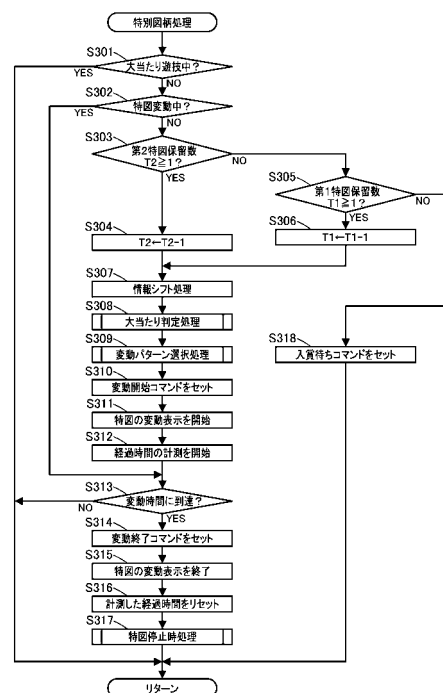 特別図柄処理
S301
大当たり遊技中?
YES
NO
S302
特図変動中?
YES
NO
S303
第2特図保留数
T2≧1?
NO
YES
S305
第1特図保留数
T1≧1?
NO
YES
S304
T2←T2-1
S306
T1←T1-1
S307
情報シフト処理
S308
大当たり判定処理
S309
変動パターン選択処理
S310
変動開始コマンドをセット
S311
特図の変動表示を開始
S312
経過時間の計測を開始
S318
入賞待ちコマンドをセット
S313
変動時間に到達?
NO
YES
S314
変動終了コマンドをセット
S315
特図の変動表示を終了
S316
計測した経過時間をリセット
S317
特図停止時処理
リターン